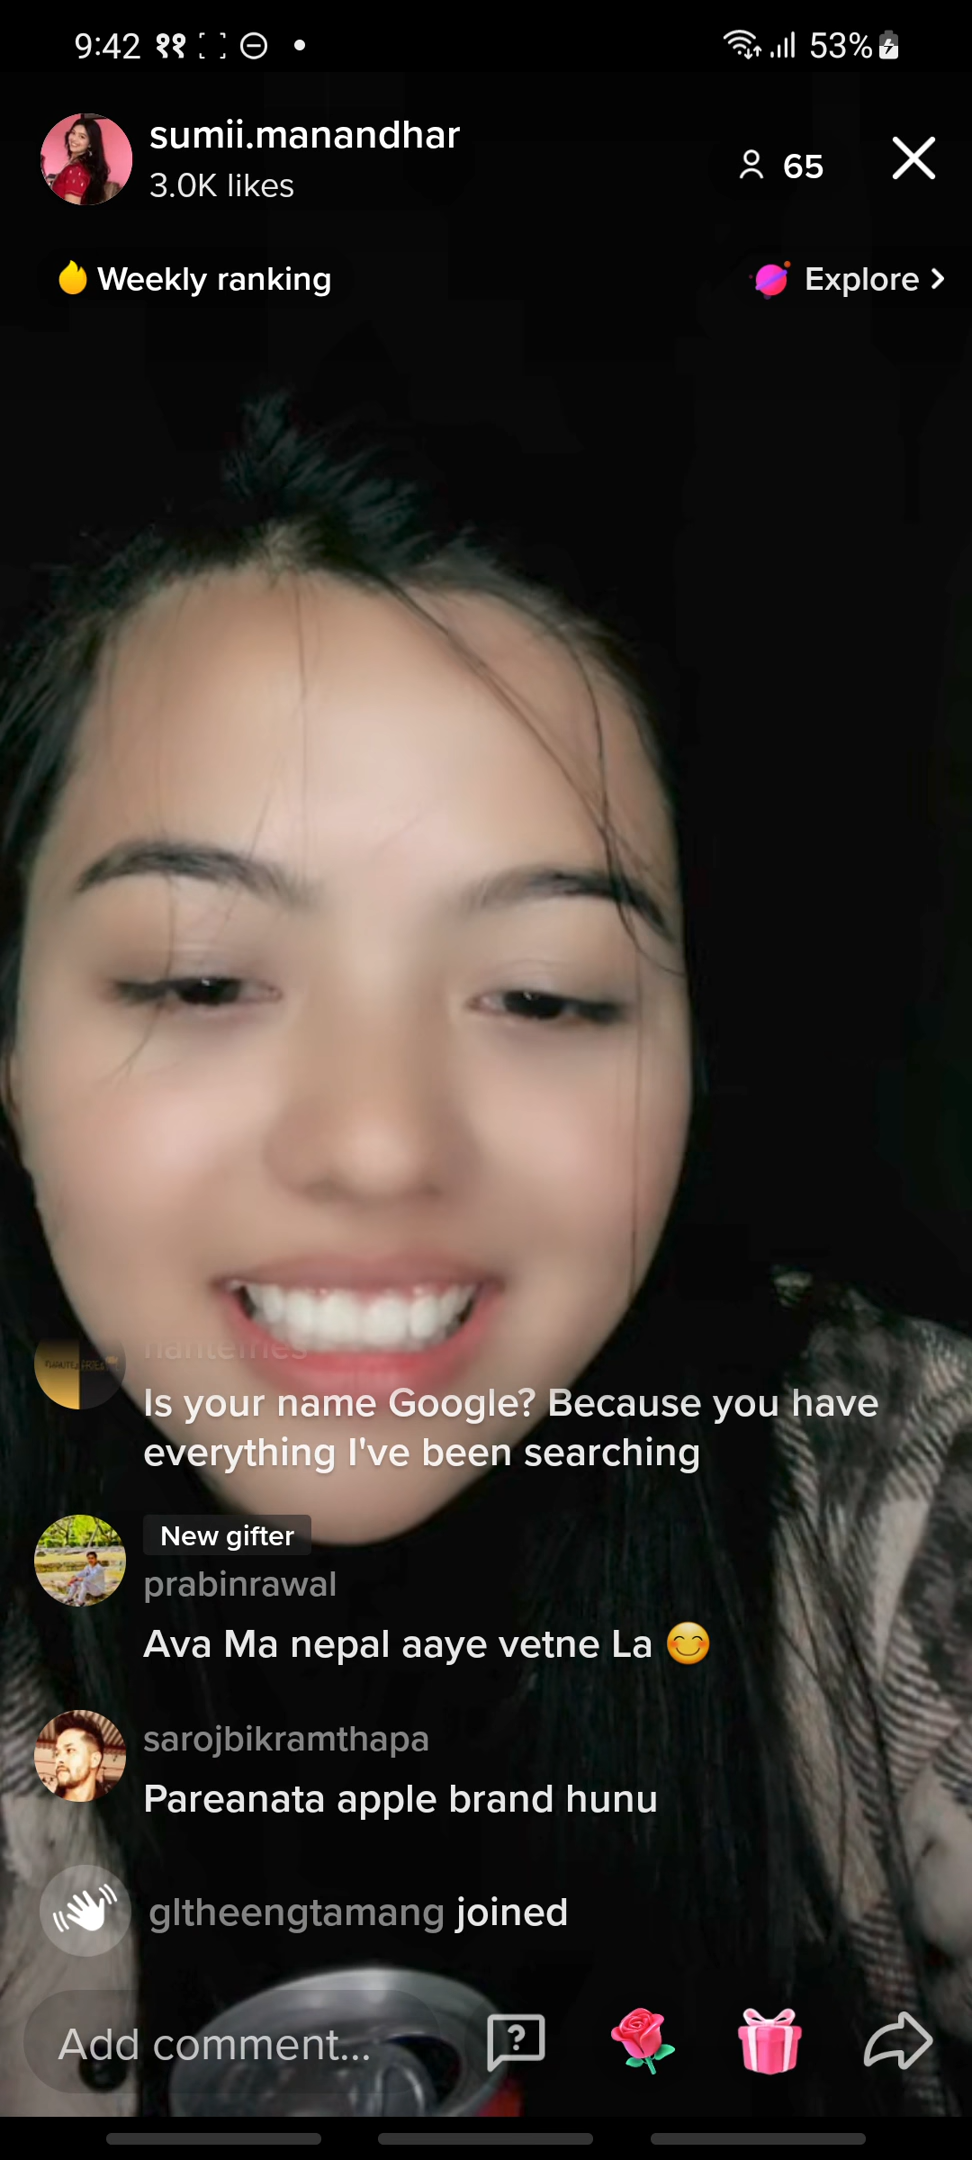 9:42
53%
sumii.manandhar
3.0K likes
65
Weekly ranking
Explore
Is your name Google? Because you have
everything I've been searching
New gifter
prabinrawal
Ava Ma nepal aaye vetne La 😊
sarojbikramthapa
Pareanata apple brand hunu
gltheengtamang joined
Add comment...